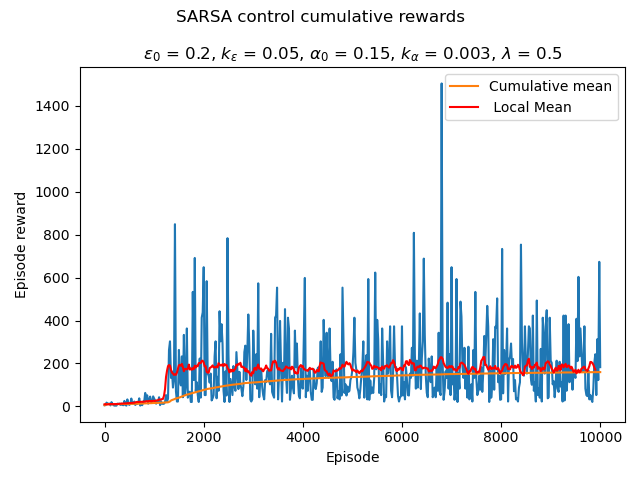 SARSA control cumulative rewards
ε₀ = 0.2, kε = 0.05, α₀ = 0.15, kα = 0.003, λ = 0.5
Cumulative mean
Local Mean
Episode reward
1400
1200
1000
800
600
400
200
0
0 2000 4000 6000 8000 10000
Episode